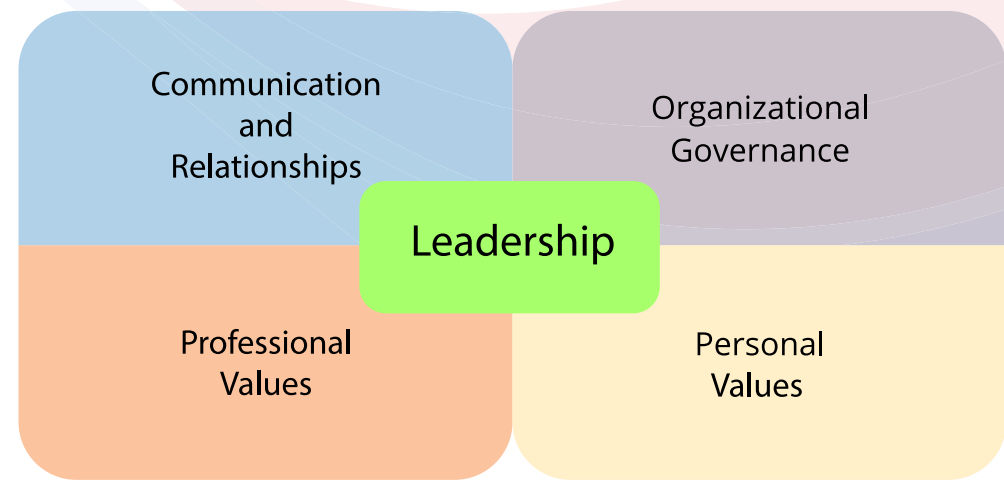 Communication
and
Relationships
Organizational
Governance
Leadership
Professional
Values
Personal
Values